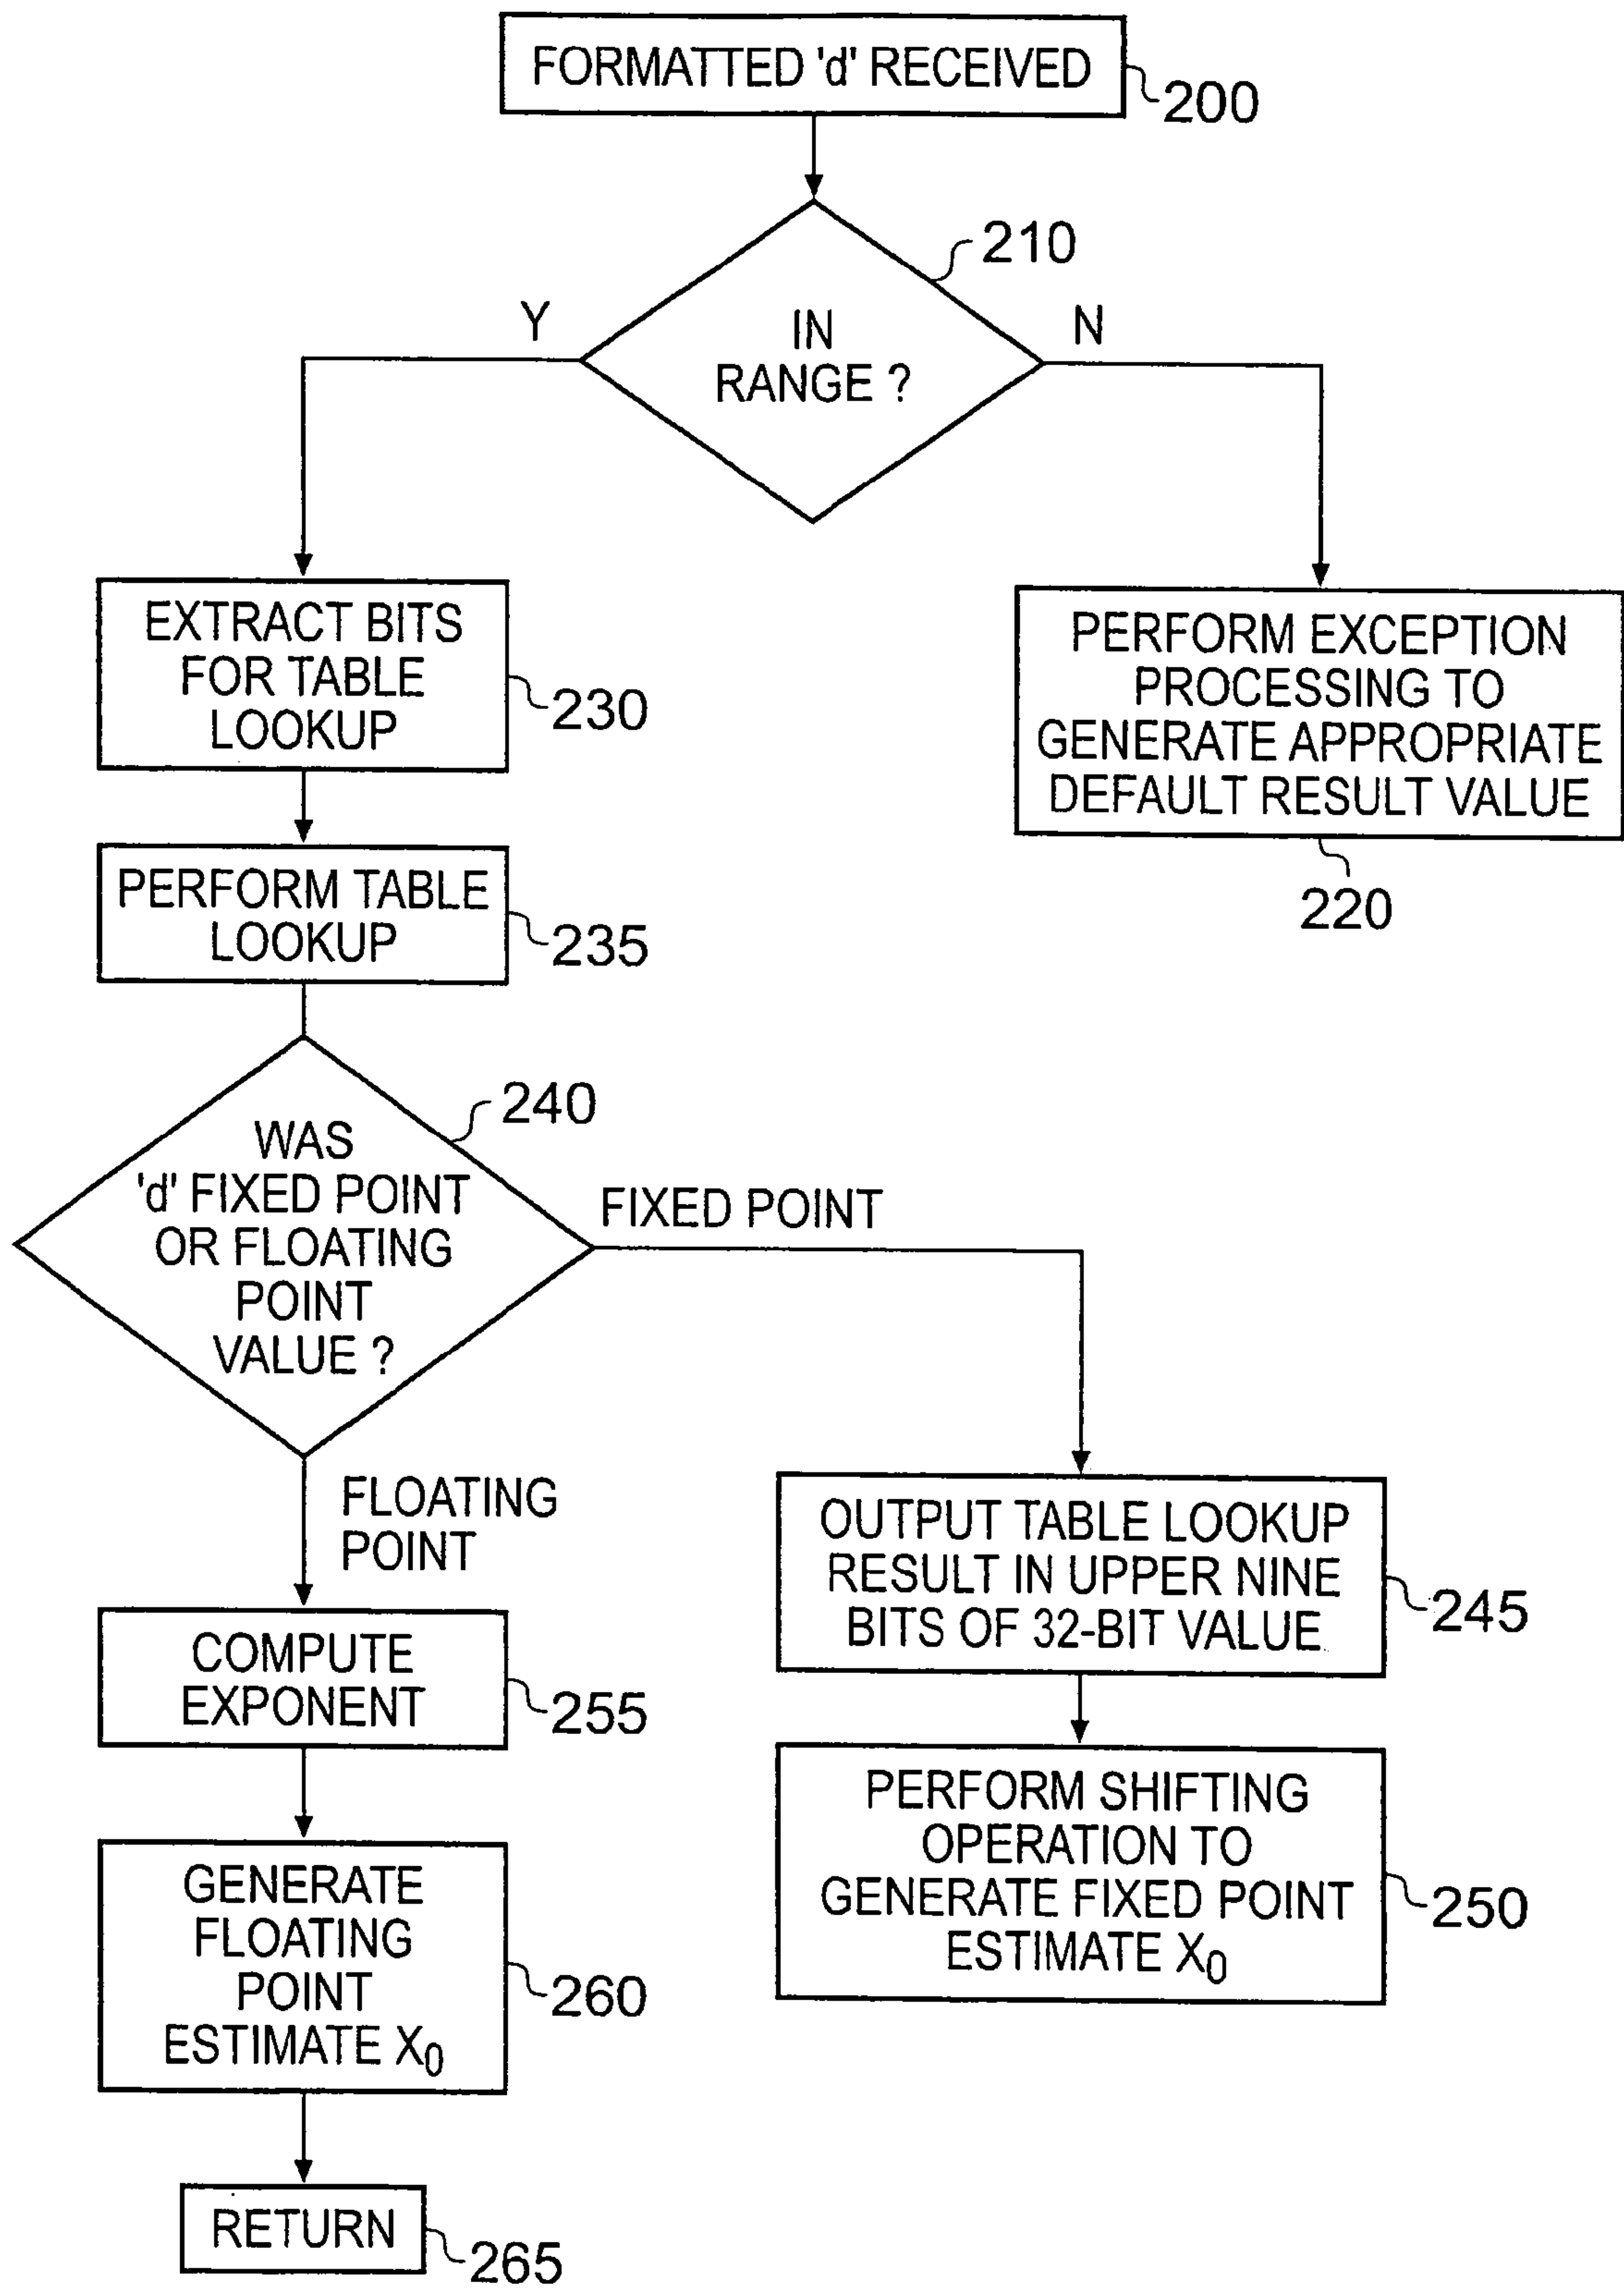 FORMATTED 'd' RECEIVED
200
210
Y
N
IN
RANGE ?
EXTRACT BITS
FOR TABLE
LOOKUP
230
PERFORM EXCEPTION
PROCESSING TO
GENERATE APPROPRIATE
DEFAULT RESULT VALUE
220
PERFORM TABLE
LOOKUP
235
240
WAS
'd' FIXED POINT
OR FLOATING
POINT
VALUE ?
FIXED POINT
FLOATING
POINT
OUTPUT TABLE LOOKUP
RESULT IN UPPER NINE
BITS OF 32-BIT VALUE
245
COMPUTE
EXPONENT
255
PERFORM SHIFTING
OPERATION TO
GENERATE FIXED POINT
ESTIMATE X₀
250
GENERATE
FLOATING
POINT
ESTIMATE X₀
260
RETURN
265